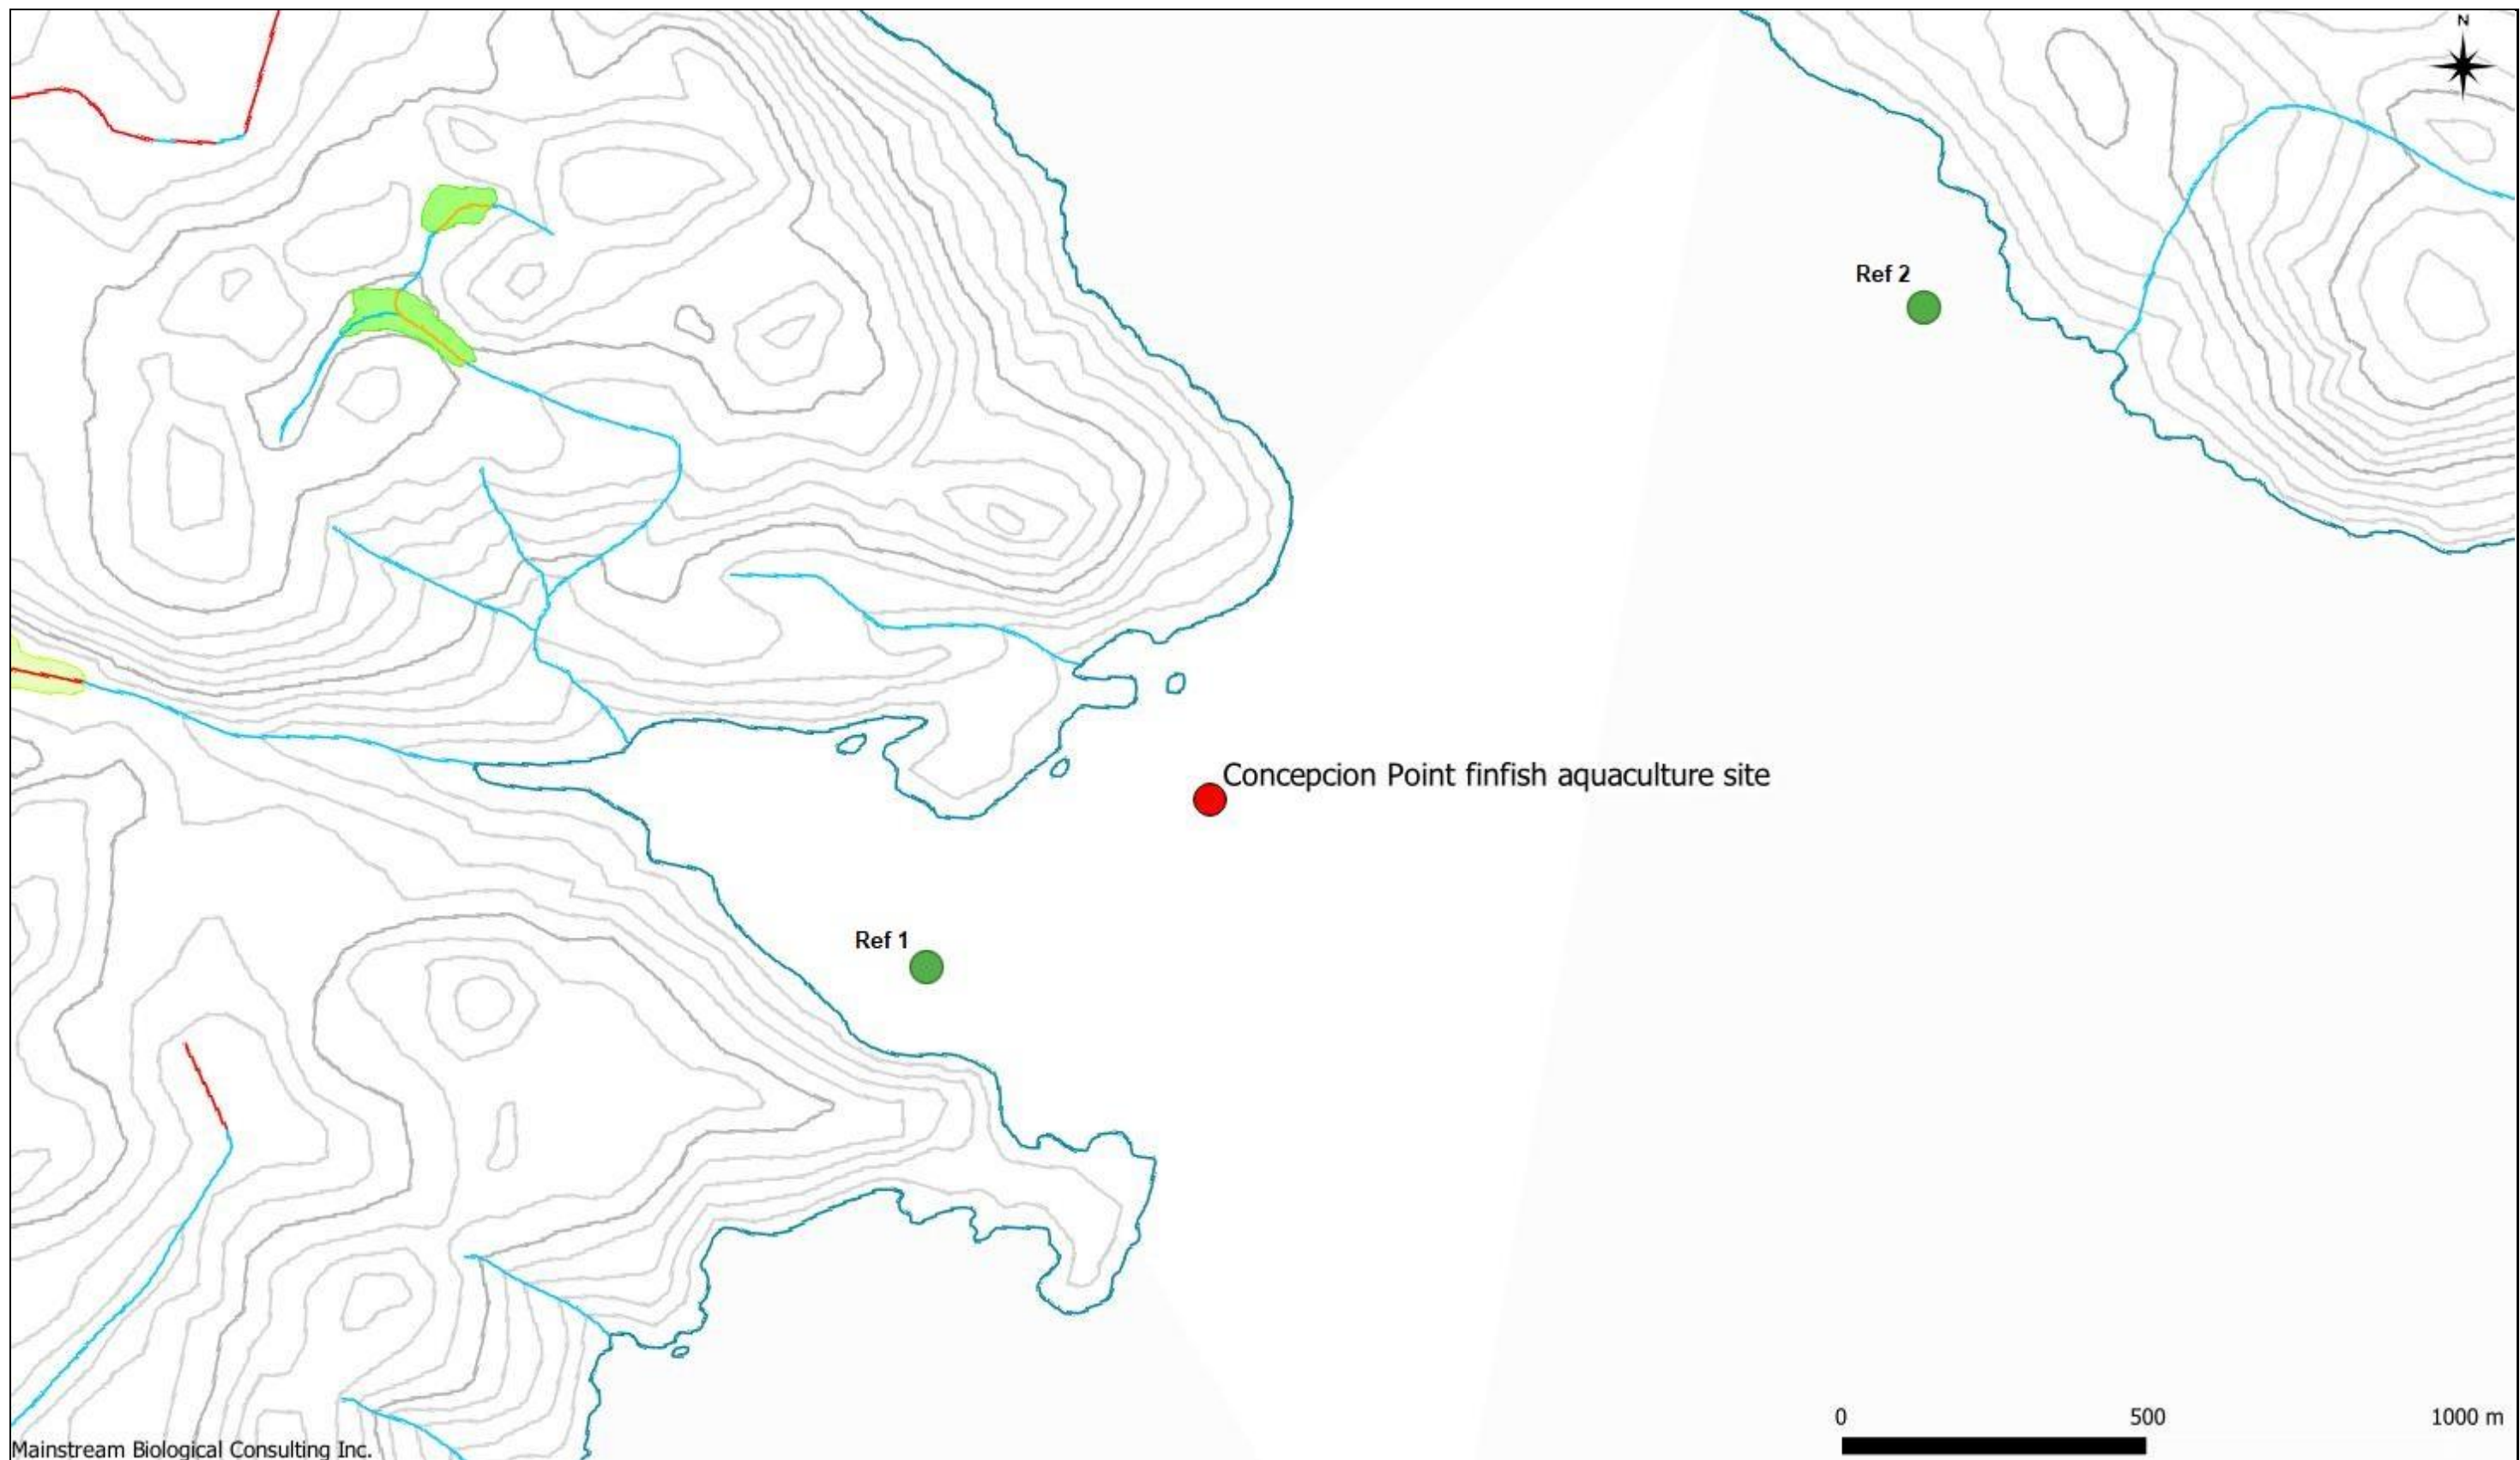 N
Ref 2
Concepcion Point finfish aquaculture site
Ref 1
0 500 1000 m
Mainstream Biological Consulting Inc.